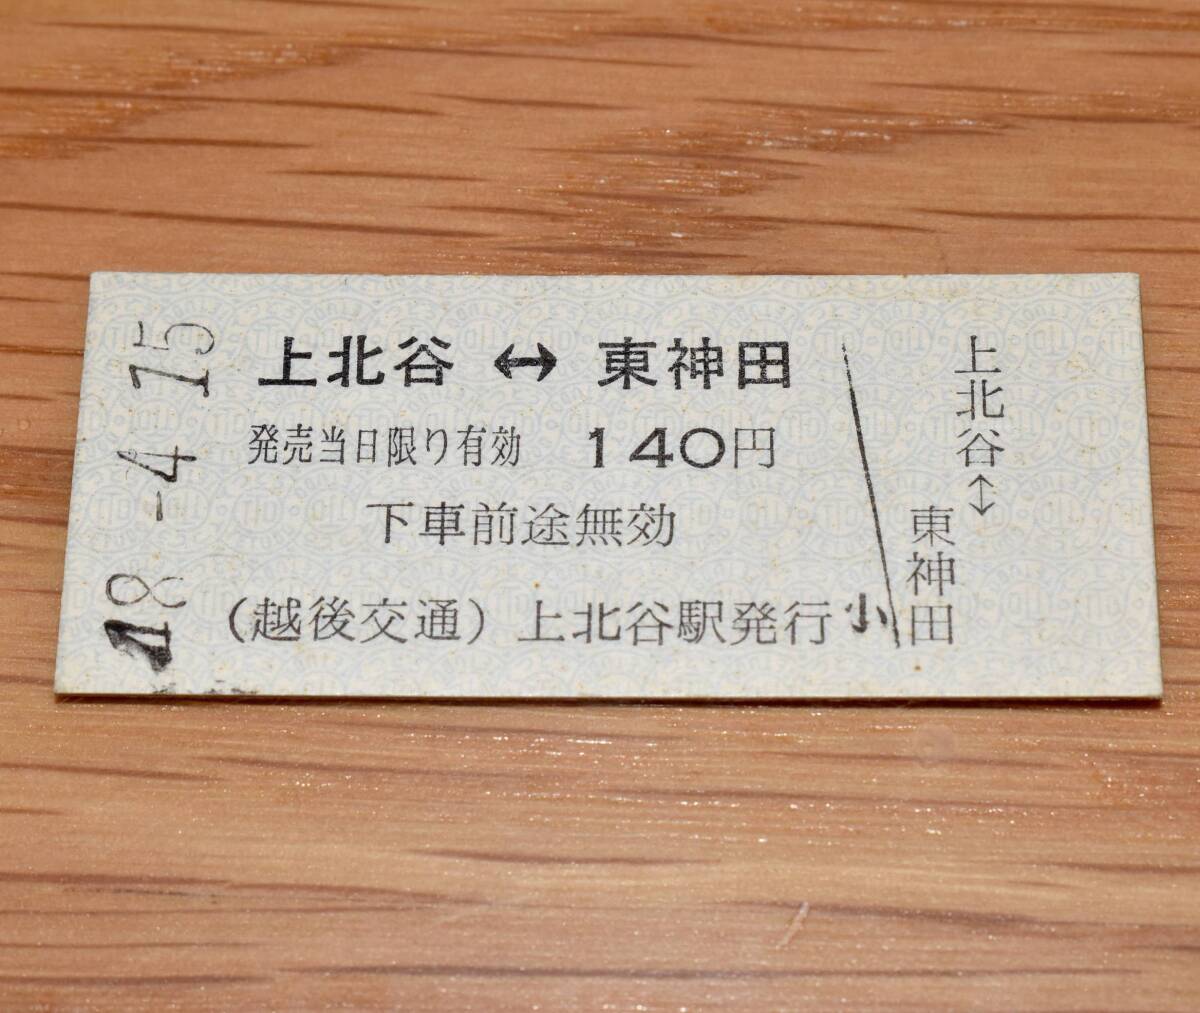 48-4.15
上北谷 ↔ 東神田
発売当日限り有効 140円
下車前途無効
(越後交通) 上北谷駅発行
小
上北谷↕
東神田